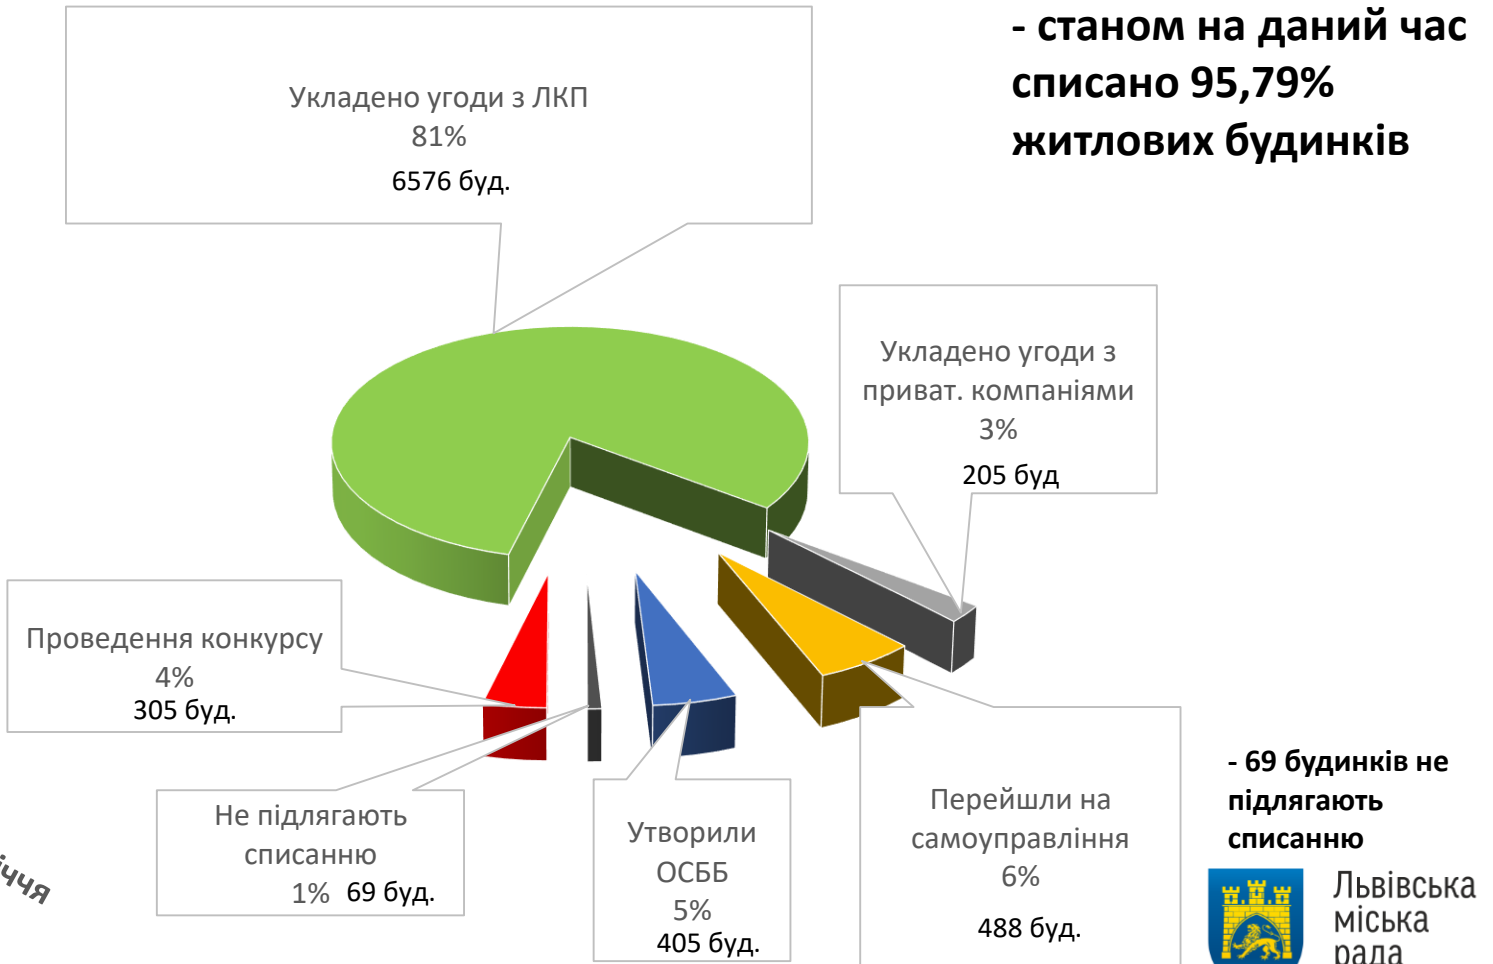 - станом на даний час
списано 95,79%
житлових будинків
Укладено угоди з ЛКП
81%
6576 буд.
Укладено угоди з
приват. компаніями
3%
205 буд
Проведення конкурсу
4%
305 буд.
Не підлягають
списанню
1% 69 буд.
Утворили
ОСББ
5%
405 буд.
Перейшли на
самоуправління
6%
488 буд.
- 69 будинків не
підлягають
списанню
Львівська
міська
рада